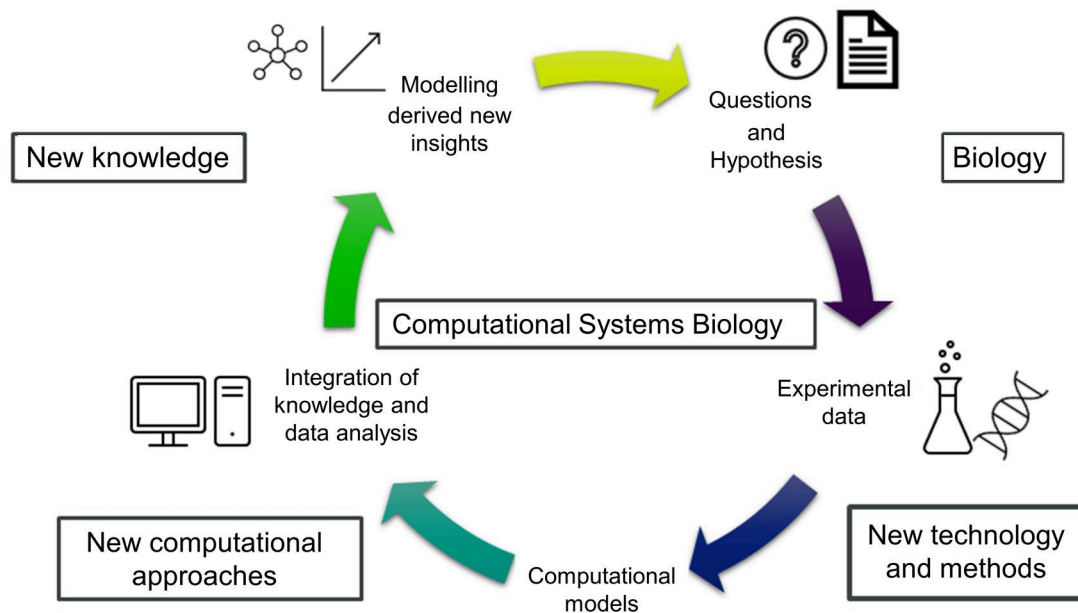 Modelling
derived new
insights
Questions
and
Hypothesis
New knowledge
Biology
Computational Systems Biology
Integration of
knowledge and
data analysis
Experimental
data
New computational
approaches
Computational
models
New technology
and methods